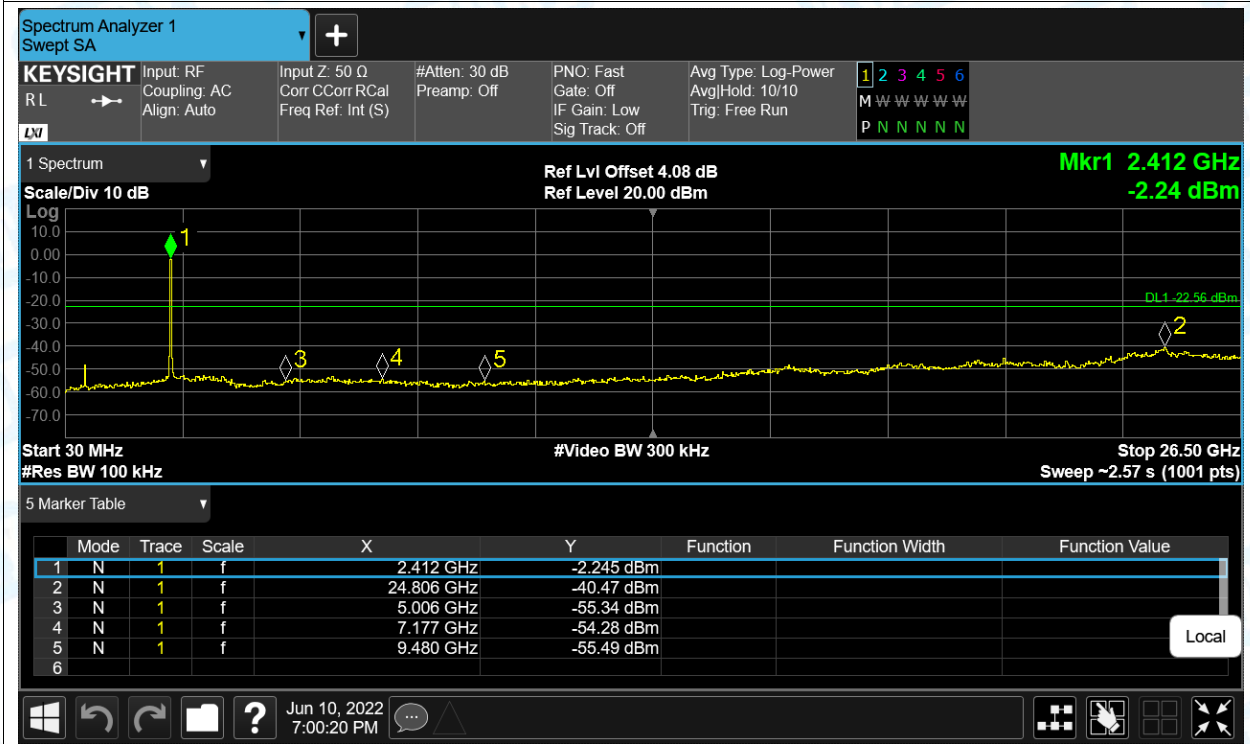 Spectrum Analyzer 1
Swept SA
+
KEYSIGHT Input: RF Input Z: 50 Ω #Atten: 30 dB PNO: Fast Avg Type: Log-Power 1 2 3 4 5 6
R L Coupling: AC Corr CCorr RCal Preamp: Off Gate: Off Avg|Hold: 10/10 M W W W W W
Align: Auto Freq Ref: Int (S) IF Gain: Low Trig: Free Run
LXI Sig Track: Off P N N N N N
1 Spectrum
Ref Lvl Offset 4.08 dB Mkr1 2.412 GHz
Scale/Div 10 dB Ref Level 20.00 dBm -2.24 dBm
Log
10.0
1
0.00
-10.0
-20.0
DL1 -22.56 dBm
-30.0
2
-40.0
3 4 5
-50.0
-60.0
-70.0
Start 30 MHz #Video BW 300 kHz Stop 26.50 GHz
#Res BW 100 kHz Sweep ~2.57 s (1001 pts)
5 Marker Table
Mode Trace Scale X Y Function Function Width Function Value
1 N 1 f 2.412 GHz -2.245 dBm
2 N 1 f 24.806 GHz -40.47 dBm
3 N 1 f 5.006 GHz -55.34 dBm
4 N 1 f 7.177 GHz -54.28 dBm
5 N 1 f 9.480 GHz -55.49 dBm
6
Local
? Jun 10, 2022
7:00:20 PM